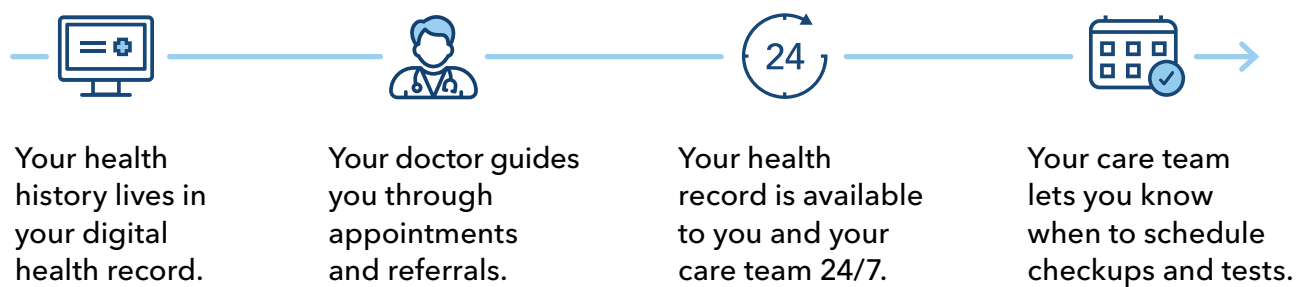 24
Your health
history lives in
your digital
health record.
Your doctor guides
you through
appointments
and referrals.
Your health
record is available
to you and your
care team 24/7.
Your care team
lets you know
when to schedule
checkups and tests.